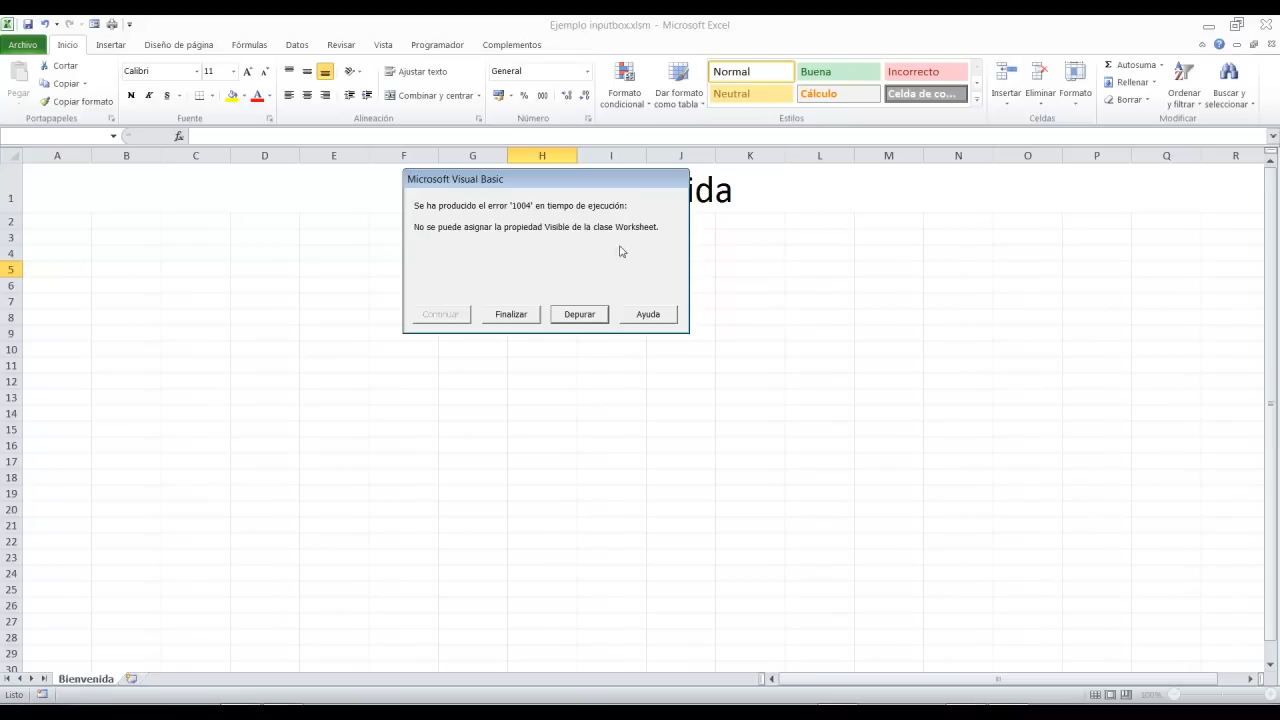 Ejemplo inputbox.xlsm - Microsoft Excel
Archivo Inicio Insertar Diseño de página Fórmulas Datos Revisar Vista Programador Complementos
Pegar
Cortar
Copiar
Copiar formato
Portapapeles
Calibri 11
N K S
Fuente
Ajustar texto
Combinar y centrar
Alineación
General
% 000
Número
Formato condicional
Dar formato como tabla
Normal Buena Incorrecto
Neutral Cálculo Celda de co...
Estilos
Insertar Eliminar Formato
Celdas
Autosuma
Rellenar
Borrar
Ordenar y filtrar
Buscar y seleccionar
Modificar
fx
A B C D E F G H I J K L M N O P Q R
1
ida
2
3
4
5
6
7
8
9
10
11
12
13
14
15
16
17
18
19
20
21
22
23
24
25
26
27
28
29
30
Microsoft Visual Basic
Se ha producido el error '1004' en tiempo de ejecución:
No se puede asignar la propiedad Visible de la clase Worksheet.
Continuar Finalizar Depurar Ayuda
Bienvenida
Listo
100%